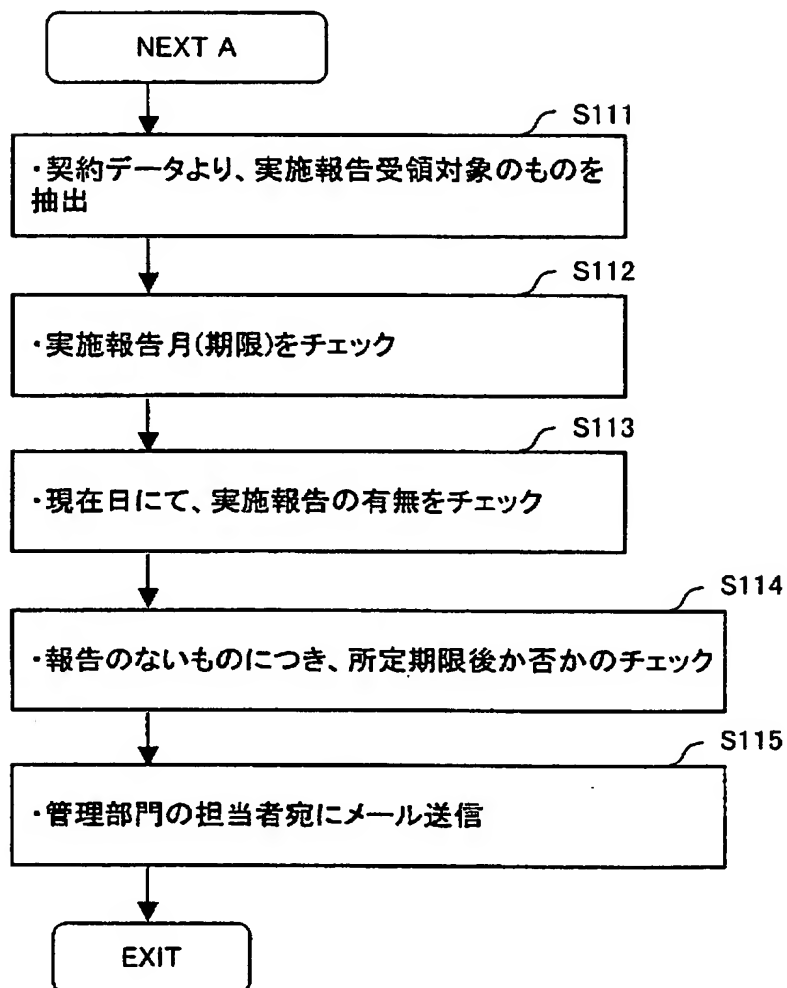 NEXT A
S111
・契約データより、実施報告受領対象のものを
抽出
S112
・実施報告月(期限)をチェック
S113
・現在日にて、実施報告の有無をチェック
S114
・報告のないものにつき、所定期限後か否かのチェック
S115
・管理部門の担当者宛にメール送信
EXIT